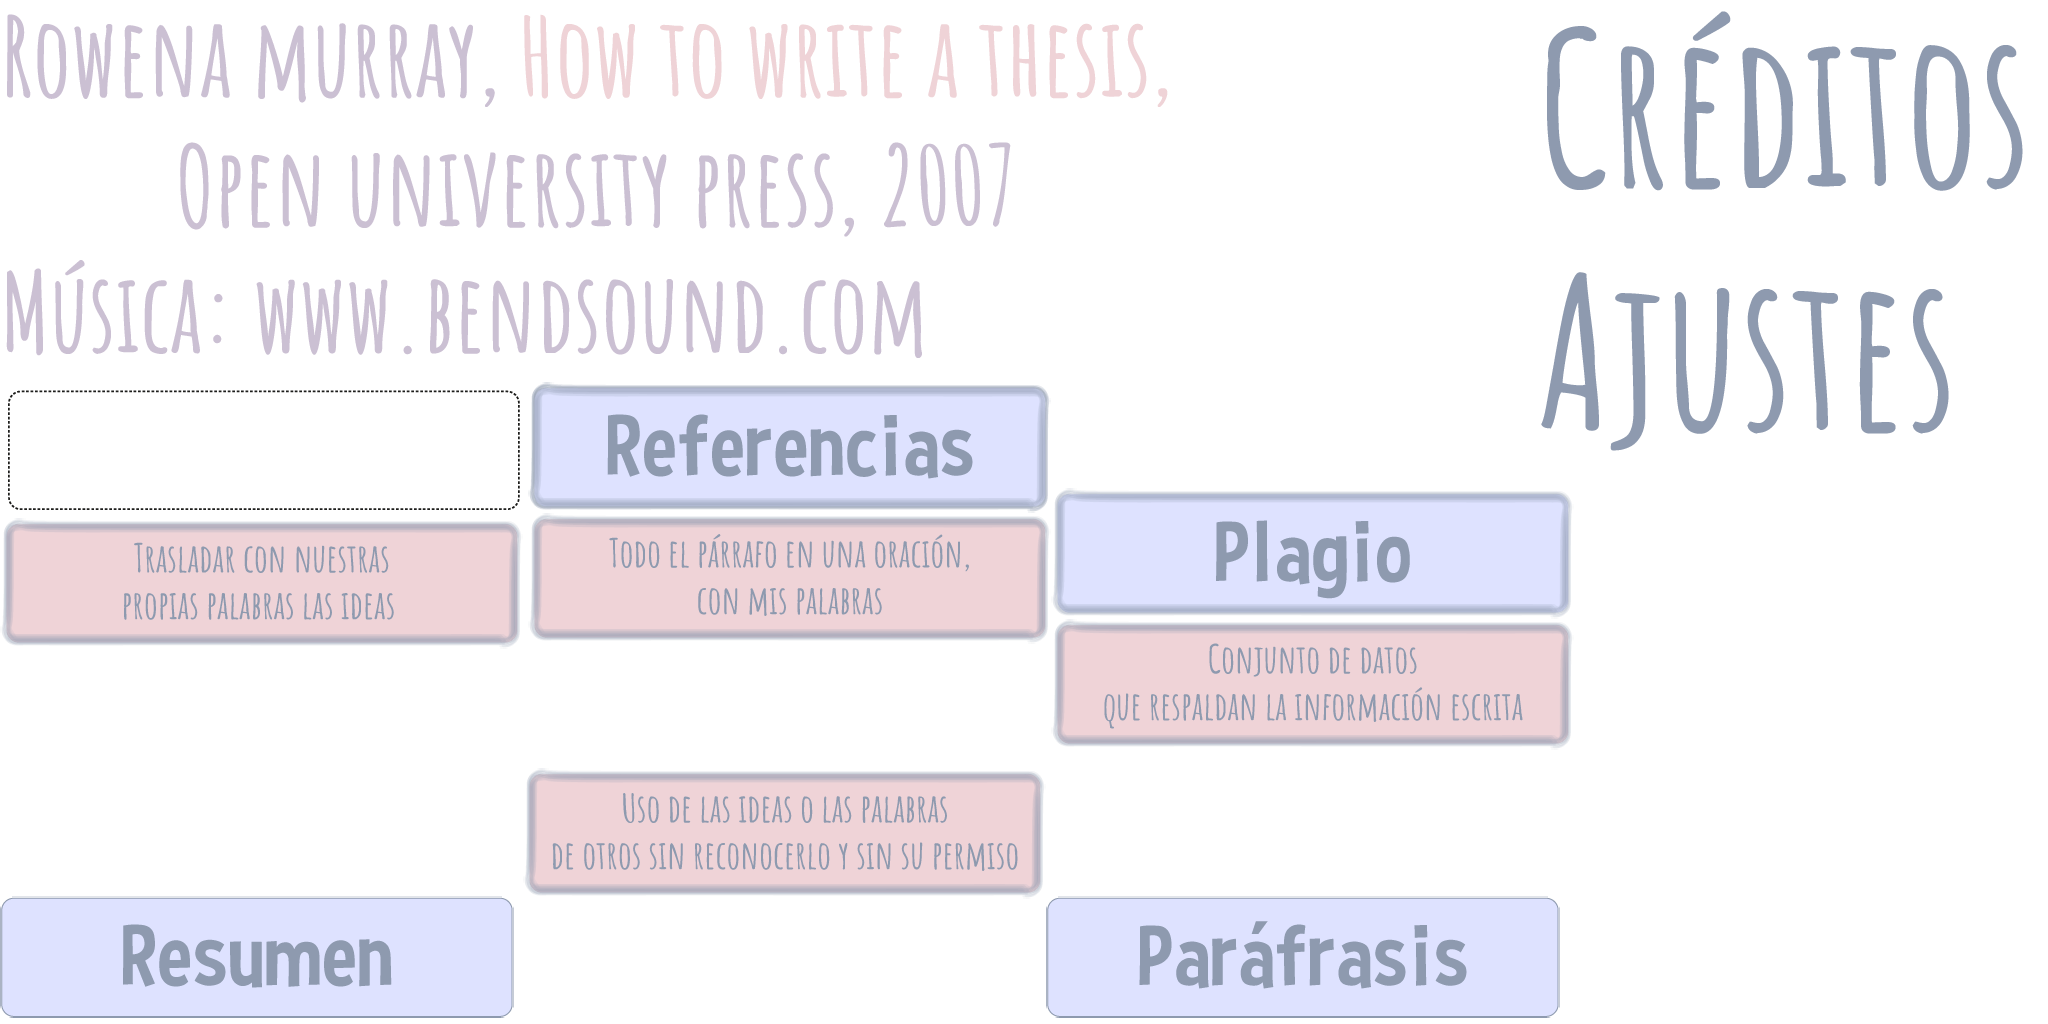 Rowena Murray, How to write a thesis,
Open University Press, 2007
Música: www.bendsound.com
Créditos
Ajustes
Referencias
Plagio
Trasladar con nuestras
propias palabras las ideas
Todo el párrafo en una oración,
con mis palabras
Conjunto de datos
que respaldan la información escrita
Uso de las ideas o las palabras
de otros sin reconocerlo y sin su permiso
Resumen
Paráfrasis